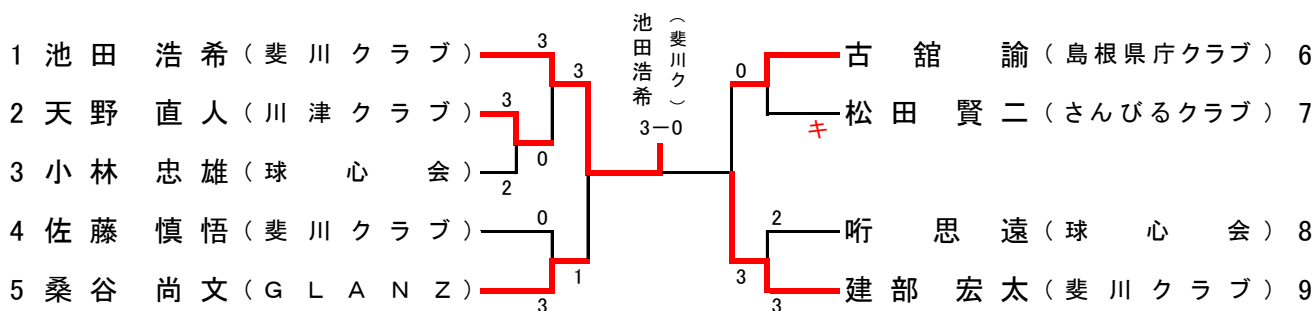 1 池田 浩希 (斐川クラブ)
2 天野 直人 (川津クラブ)
3 小林 忠雄 (球心会)
4 佐藤 慎悟 (斐川クラブ)
5 桑谷 尚文 (GLANZ)
3
3
0
2
0
3
3
1
池田浩希
(斐川ク)
3−0
古舘 諭 (島根県庁クラブ) 6
松田 賢二 (さんびるクラブ) 7
哘 思遠 (球心会) 8
建部 宏太 (斐川クラブ) 9
0
キ
2
3
3